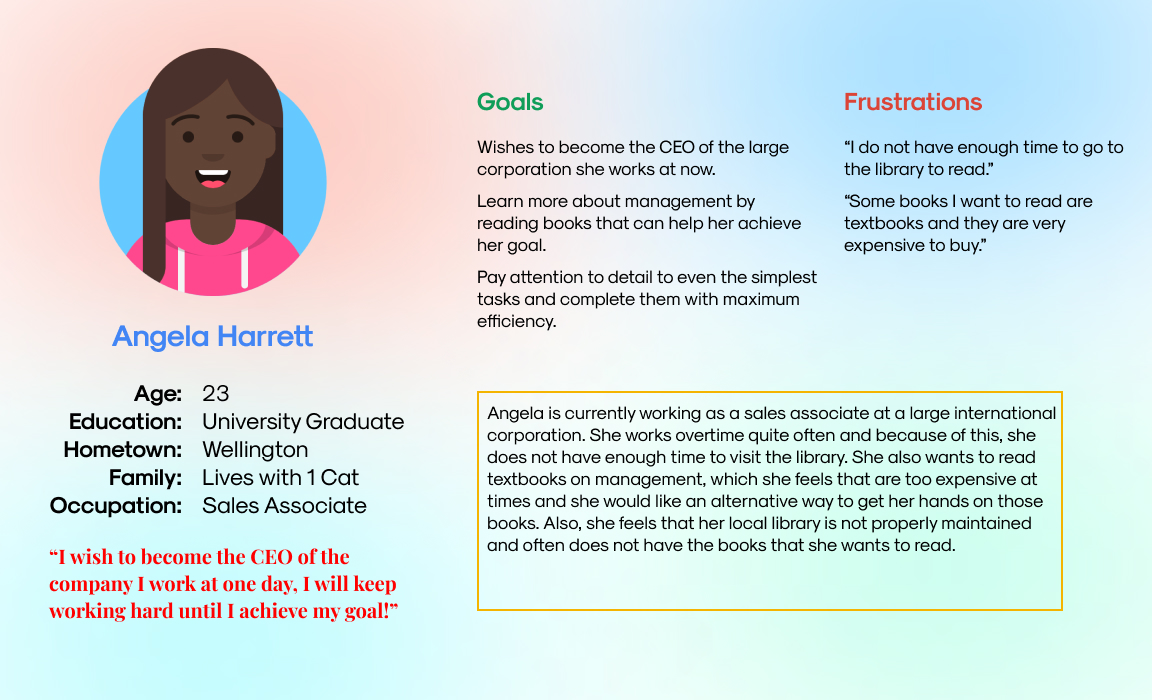 Angela Harrett
Age: 23
Education: University Graduate
Hometown: Wellington
Family: Lives with 1 Cat
Occupation: Sales Associate
“I wish to become the CEO of the
company I work at one day, I will keep
working hard until I achieve my goal!”
Goals
Wishes to become the CEO of the large
corporation she works at now.
Learn more about management by
reading books that can help her achieve
her goal.
Pay attention to detail to even the simplest
tasks and complete them with maximum
efficiency.
Frustrations
“I do not have enough time to go to
the library to read.”
“Some books I want to read are
textbooks and they are very
expensive to buy.”
Angela is currently working as a sales associate at a large international
corporation. She works overtime quite often and because of this, she
does not have enough time to visit the library. She also wants to read
textbooks on management, which she feels that are too expensive at
times and she would like an alternative way to get her hands on those
books. Also, she feels that her local library is not properly maintained
and often does not have the books that she wants to read.